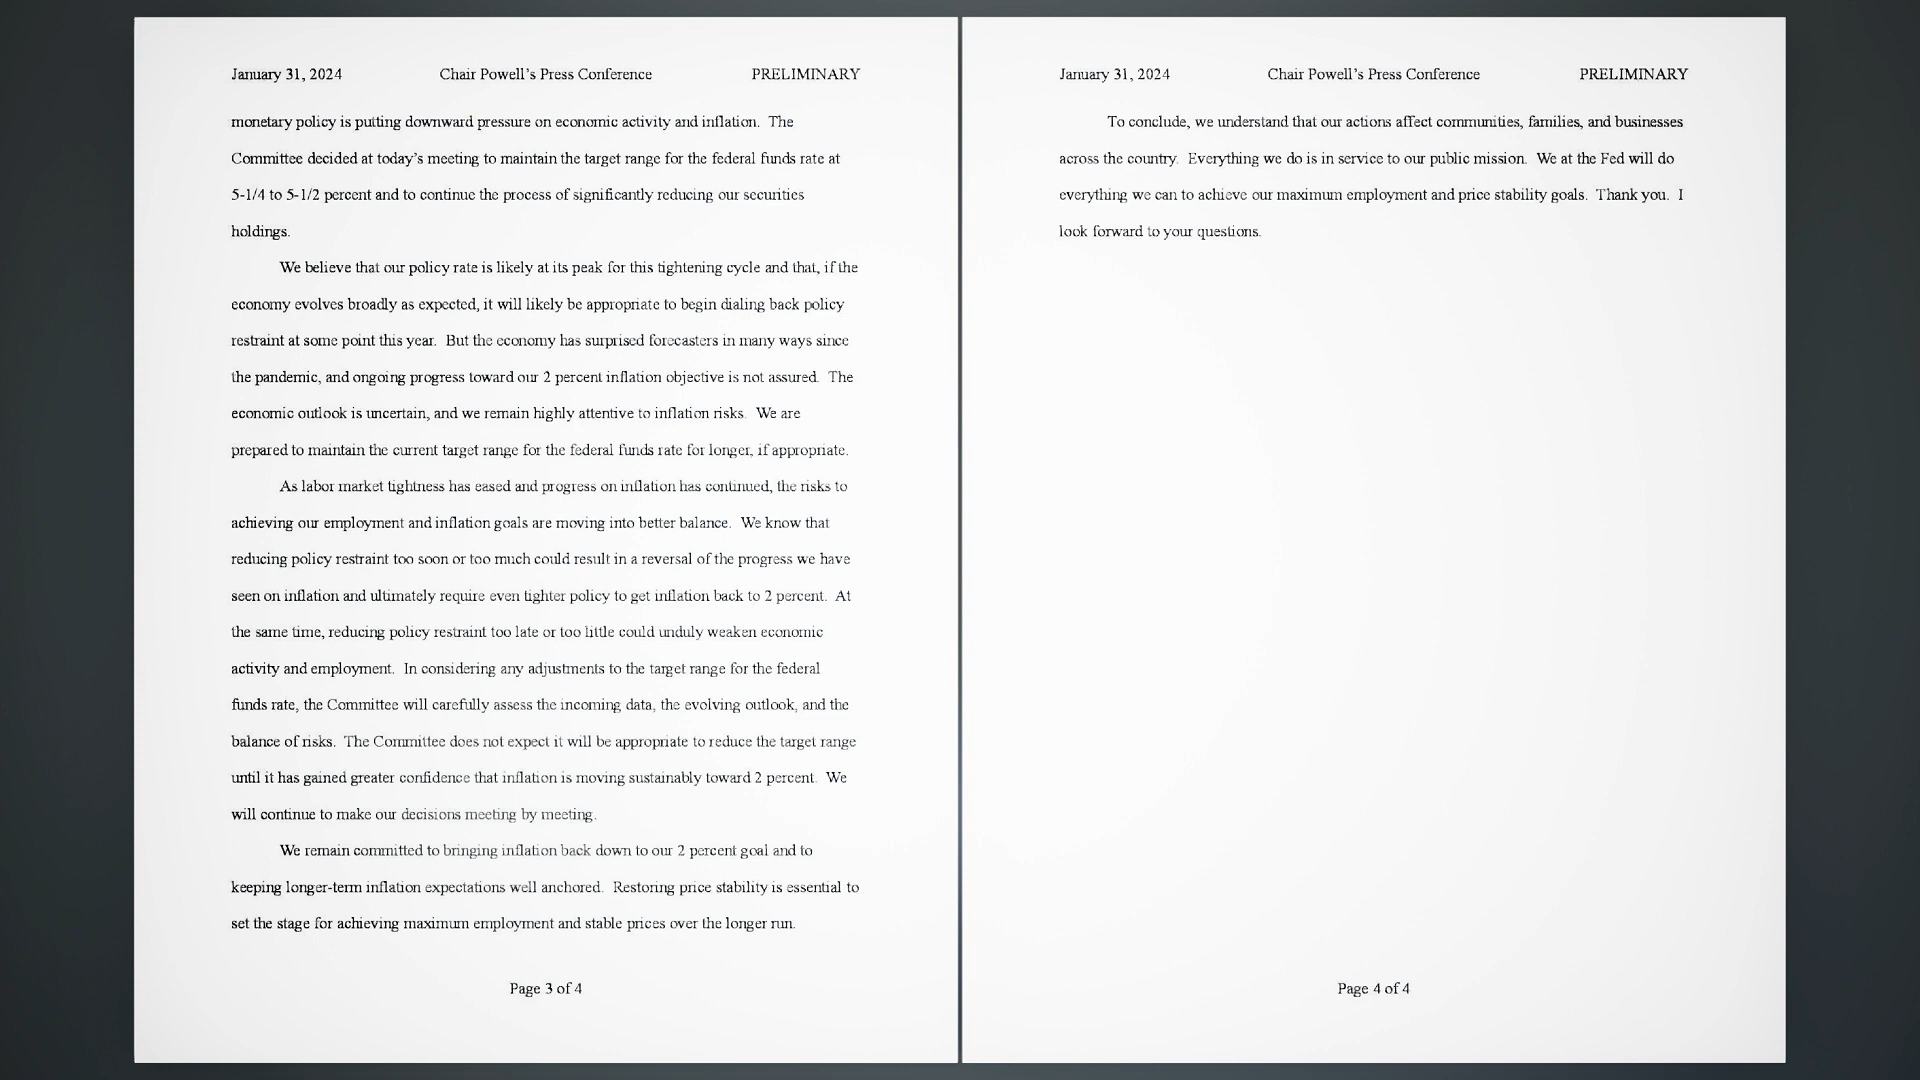 January 31, 2024 Chair Powell’s Press Conference PRELIMINARY
monetary policy is putting downward pressure on economic activity and inflation. The
Committee decided at today’s meeting to maintain the target range for the federal funds rate at
5-1/4 to 5-1/2 percent and to continue the process of significantly reducing our securities
holdings.
We believe that our policy rate is likely at its peak for this tightening cycle and that, if the
economy evolves broadly as expected, it will likely be appropriate to begin dialing back policy
restraint at some point this year. But the economy has surprised forecasters in many ways since
the pandemic, and ongoing progress toward our 2 percent inflation objective is not assured. The
economic outlook is uncertain, and we remain highly attentive to inflation risks. We are
prepared to maintain the current target range for the federal funds rate for longer, if appropriate.
As labor market tightness has eased and progress on inflation has continued, the risks to
achieving our employment and inflation goals are moving into better balance. We know that
reducing policy restraint too soon or too much could result in a reversal of the progress we have
seen on inflation and ultimately require even tighter policy to get inflation back to 2 percent. At
the same time, reducing policy restraint too late or too little could unduly weaken economic
activity and employment. In considering any adjustments to the target range for the federal
funds rate, the Committee will carefully assess the incoming data, the evolving outlook, and the
balance of risks. The Committee does not expect it will be appropriate to reduce the target range
until it has gained greater confidence that inflation is moving sustainably toward 2 percent. We
will continue to make our decisions meeting by meeting.
We remain committed to bringing inflation back down to our 2 percent goal and to
keeping longer-term inflation expectations well anchored. Restoring price stability is essential to
set the stage for achieving maximum employment and stable prices over the longer run.
Page 3 of 4
January 31, 2024 Chair Powell’s Press Conference PRELIMINARY
To conclude, we understand that our actions affect communities, families, and businesses
across the country. Everything we do is in service to our public mission. We at the Fed will do
everything we can to achieve our maximum employment and price stability goals. Thank you. I
look forward to your questions.
Page 4 of 4